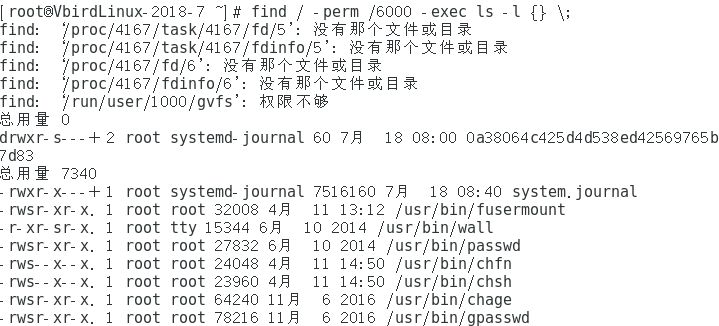 [root@VbirdLinux-2018-7 ~]# find / -perm /6000 -exec ls -l {} \;
find: ‘/proc/4167/task/4167/fd/5’: 没有那个文件或目录
find: ‘/proc/4167/task/4167/fdinfo/5’: 没有那个文件或目录
find: ‘/proc/4167/fd/6’: 没有那个文件或目录
find: ‘/proc/4167/fdinfo/6’: 没有那个文件或目录
find: ‘/run/user/1000/gvfs’: 权限不够
总用量 0
drwxr-s---+ 2 root systemd-journal 60 7月  18 08:00 0a38064c425d4d538ed42569765b
7d83
总用量 7340
-rwxr-x---+ 1 root systemd-journal 7516160 7月  18 08:40 system.journal
-rwsr-xr-x. 1 root root 32008 4月  11 13:12 /usr/bin/fusermount
-r-xr-sr-x. 1 root tty 15344 6月  10 2014 /usr/bin/wall
-rwsr-xr-x. 1 root root 27832 6月  10 2014 /usr/bin/passwd
-rws--x--x. 1 root root 24048 4月  11 14:50 /usr/bin/chfn
-rws--x--x. 1 root root 23960 4月  11 14:50 /usr/bin/chsh
-rwsr-xr-x. 1 root root 64240 11月  6 2016 /usr/bin/chage
-rwsr-xr-x. 1 root root 78216 11月  6 2016 /usr/bin/gpasswd